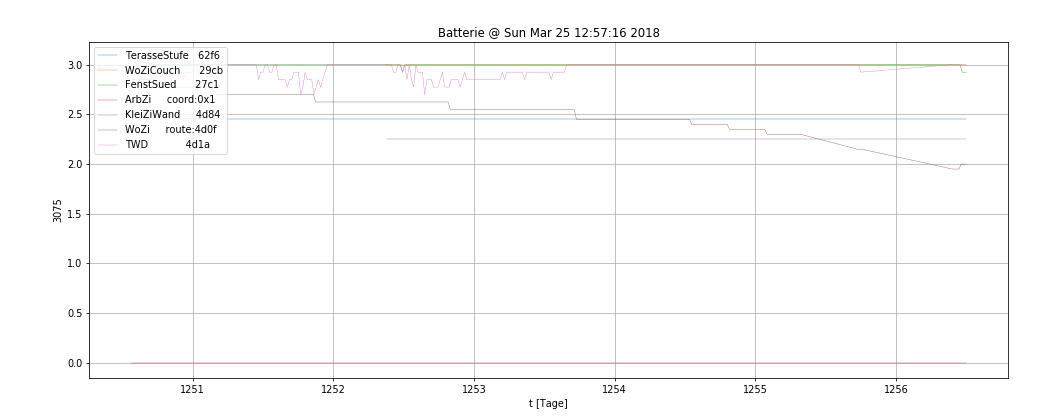 Batterie @ Sun Mar 25 12:57:16 2018
TerasseStufe 62f6
WoZiCouch 29cb
FenstSued 27c1
ArbZi coord:0x1
KleiZiWand 4d84
WoZi route:4d0f
TWD 4d1a
3075
3.0
2.5
2.0
1.5
1.0
0.5
0.0
1251 1252 1253 1254 1255 1256
t [Tage]